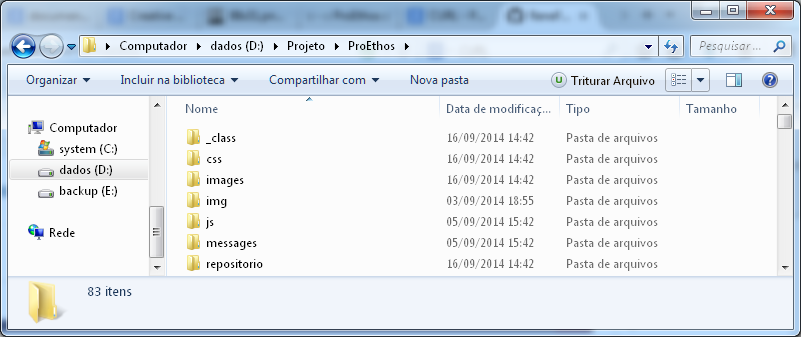 Computador ▸ dados (D:) ▸ Projeto ▸ ProEthos ▸ Pesquisar ...
Organizar Incluir na biblioteca Compartilhar com Nova pasta U Triturar Arquivo
Nome Data de modificaç... Tipo Tamanho
Computador
system (C:)
dados (D:)
backup (E:)
Rede
_class 16/09/2014 14:42 Pasta de arquivos
css 16/09/2014 14:42 Pasta de arquivos
images 16/09/2014 14:42 Pasta de arquivos
img 03/09/2014 18:55 Pasta de arquivos
js 05/09/2014 15:42 Pasta de arquivos
messages 05/09/2014 15:42 Pasta de arquivos
repositorio 16/09/2014 14:42 Pasta de arquivos
83 itens